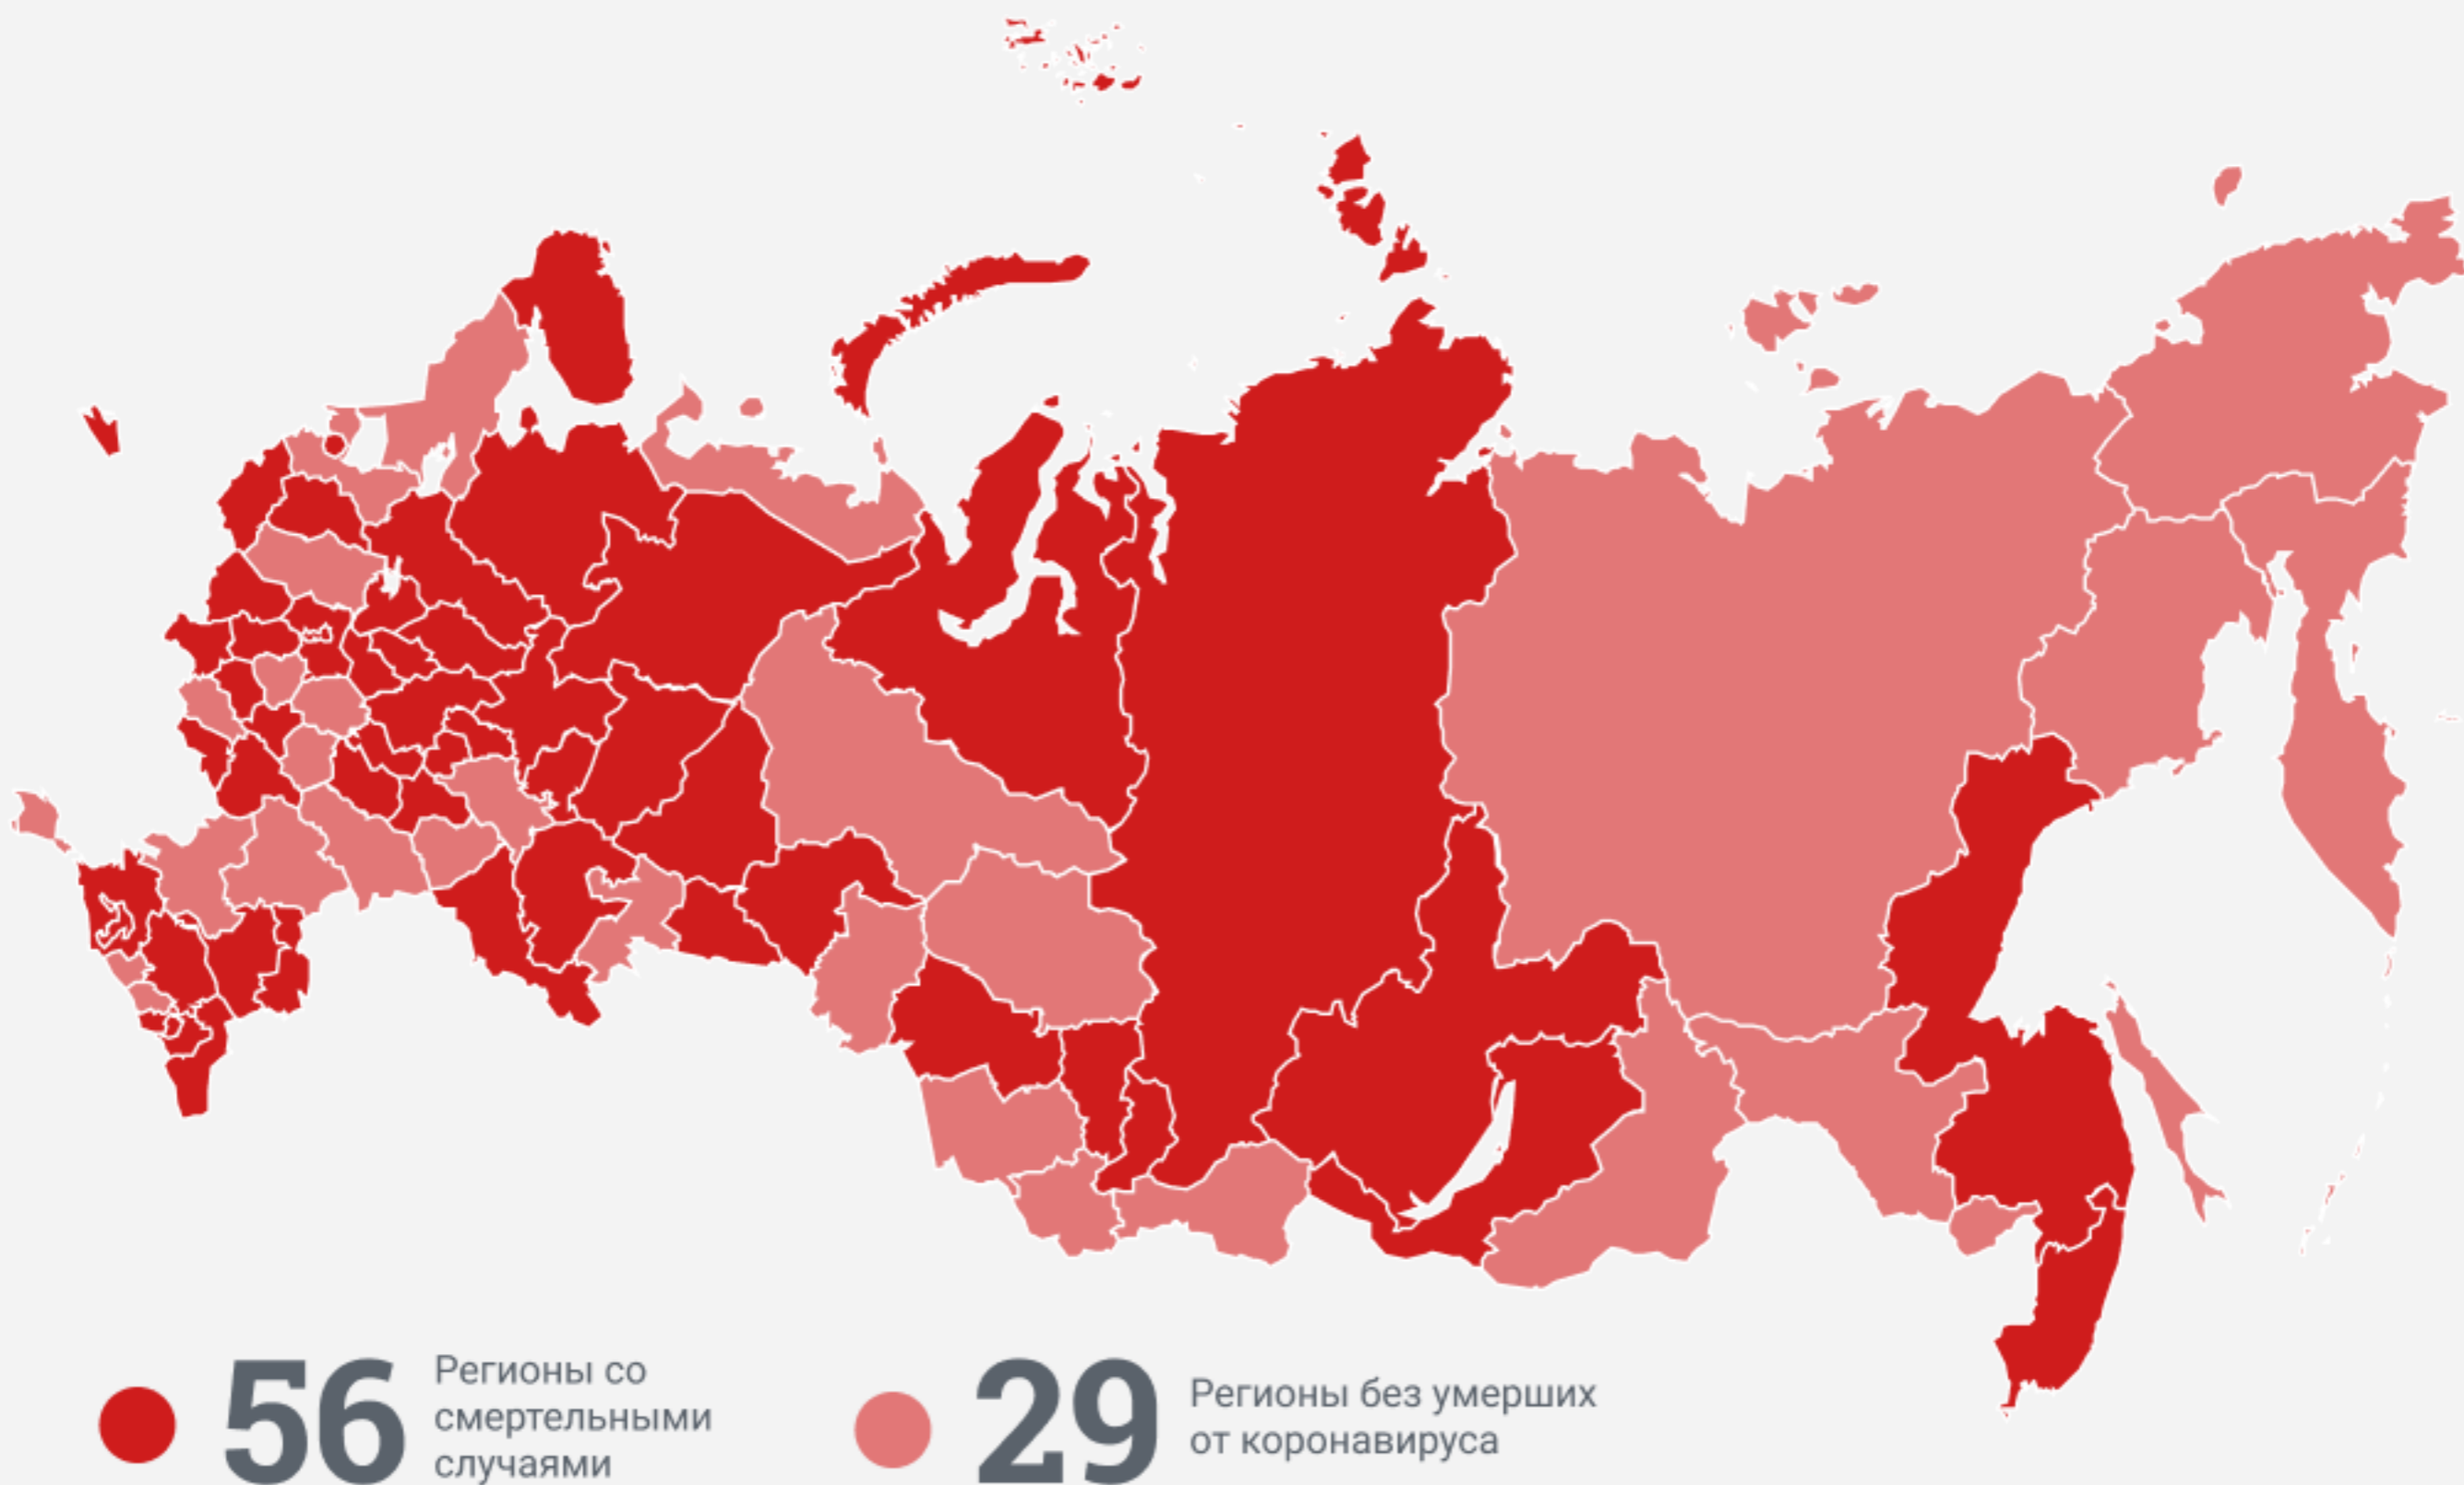 56
Регионы со
смертельными
случаями
29
Регионы без умерших
от коронавируса